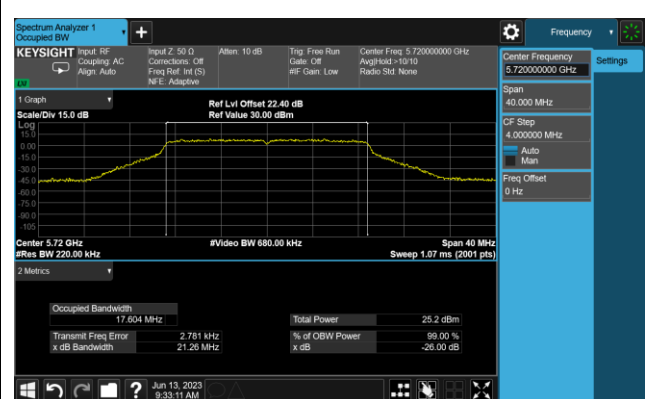 Spectrum Analyzer 1
Occupied BW
Frequency
KEYSIGHT
Input: RF
Coupling: AC
Align: Auto
Input Z: 50 Ω
Corrections: Off
Freq Ref: Int (S)
NFE: Adaptive
Atten: 10 dB
Trig: Free Run
Gate: Off
#IF Gain: Low
Center Freq: 5.720000000 GHz
Avg|Hold:>10/10
Radio Std: None
LXI
1 Graph
Scale/Div 15.0 dB
Ref Lvl Offset 22.40 dB
Ref Value 30.00 dBm
Log
15.0
0.00
-15.0
-30.0
-45.0
-60.0
-75.0
-90.0
-105
Center 5.72 GHz
#Res BW 220.00 kHz
#Video BW 680.00 kHz
Span 40 MHz
Sweep 1.07 ms (2001 pts)
2 Metrics
Occupied Bandwidth
17.604 MHz
Total Power 25.2 dBm
Transmit Freq Error 2.781 kHz
% of OBW Power 99.00 %
x dB Bandwidth 21.26 MHz
x dB -26.00 dB
Jun 13, 2023
9:33:11 AM
Center Frequency
5.720000000 GHz
Settings
Span
40.000 MHz
CF Step
4.000000 MHz
Auto
Man
Freq Offset
0 Hz